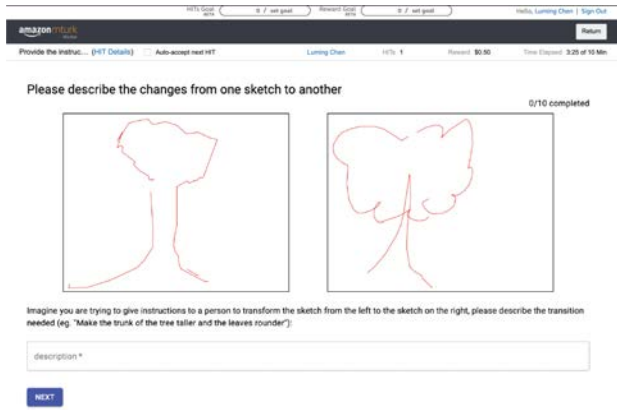 HITs Goal 0 / set goal Reward Goal 0 / set goal Hello, Luming Chen | Sign Out
BETA BETA
amazon mturk Return
Worker
Provide the instruc... (HIT Details) Auto-accept next HIT Luming Chen HITs 1 Reward $0.50 Time Elapsed 3:25 of 10 Min
Please describe the changes from one sketch to another
0/10 completed
Imagine you are trying to give instructions to a person to transform the sketch from the left to the sketch on the right, please describe the transition
needed (eg. "Make the trunk of the tree taller and the leaves rounder"):
description *
NEXT